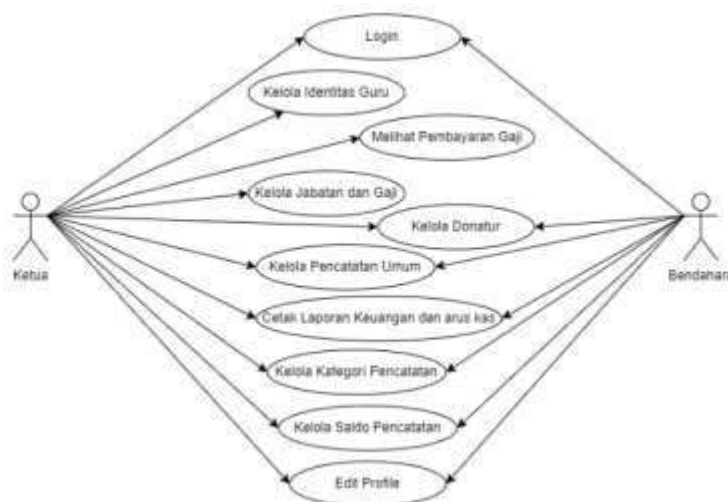 Login
Kelola Identitas Guru
Melihat Pembayaran Gaji
Kelola Jabatan dan Gaji
Kelola Donatur
Ketua
Kelola Pencatatan Umum
Bendahara
Cetak Laporan Keuangan dan arus kas
Kelola Kategori Pencatatan
Kelola Saldo Pencatatan
Edit Profile